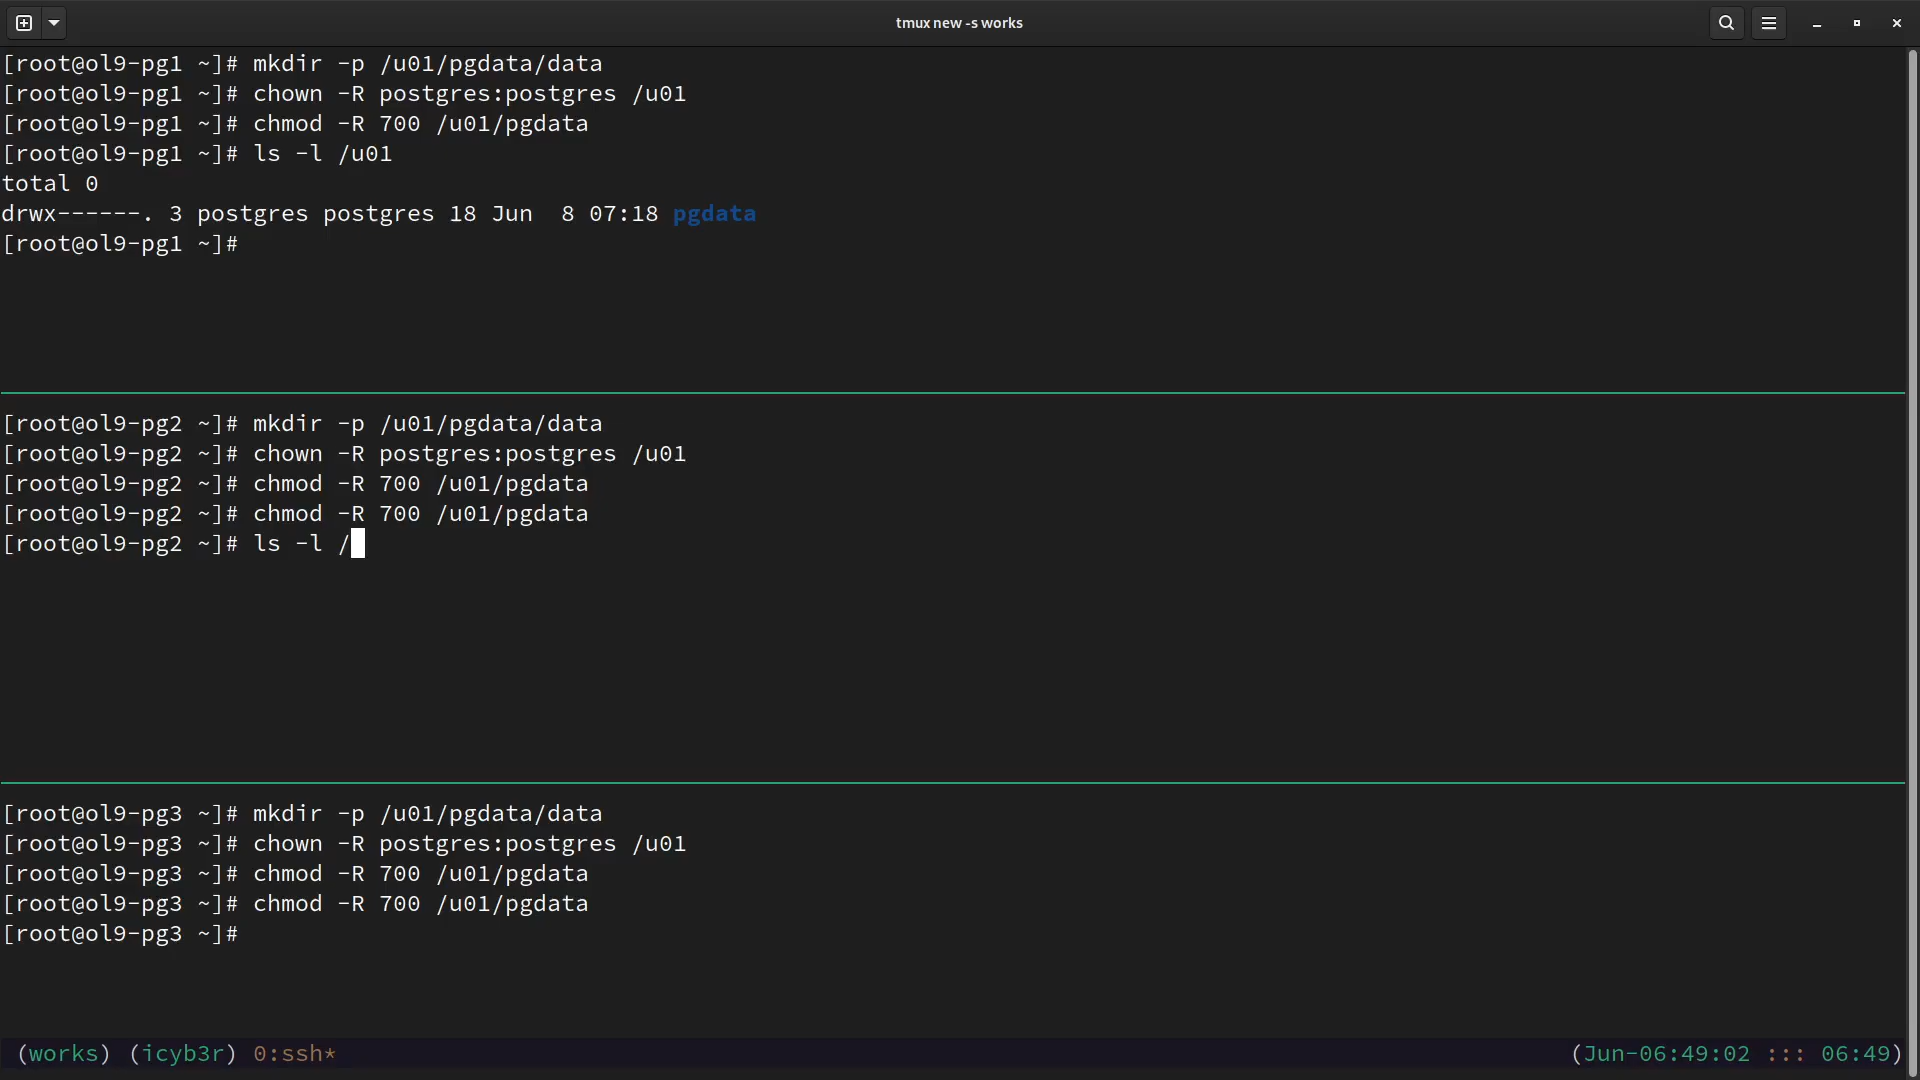 tmux new -s works
[root@ol9-pg1 ~]# mkdir -p /u01/pgdata/data
[root@ol9-pg1 ~]# chown -R postgres:postgres /u01
[root@ol9-pg1 ~]# chmod -R 700 /u01/pgdata
[root@ol9-pg1 ~]# ls -l /u01
total 0
drwx------. 3 postgres postgres 18 Jun  8 07:18 pgdata
[root@ol9-pg1 ~]#
[root@ol9-pg2 ~]# mkdir -p /u01/pgdata/data
[root@ol9-pg2 ~]# chown -R postgres:postgres /u01
[root@ol9-pg2 ~]# chmod -R 700 /u01/pgdata
[root@ol9-pg2 ~]# chmod -R 700 /u01/pgdata
[root@ol9-pg2 ~]# ls -l /
[root@ol9-pg3 ~]# mkdir -p /u01/pgdata/data
[root@ol9-pg3 ~]# chown -R postgres:postgres /u01
[root@ol9-pg3 ~]# chmod -R 700 /u01/pgdata
[root@ol9-pg3 ~]# chmod -R 700 /u01/pgdata
[root@ol9-pg3 ~]#
(works) (icyb3r) 0:ssh* (Jun-06:49:02 ::: 06:49)